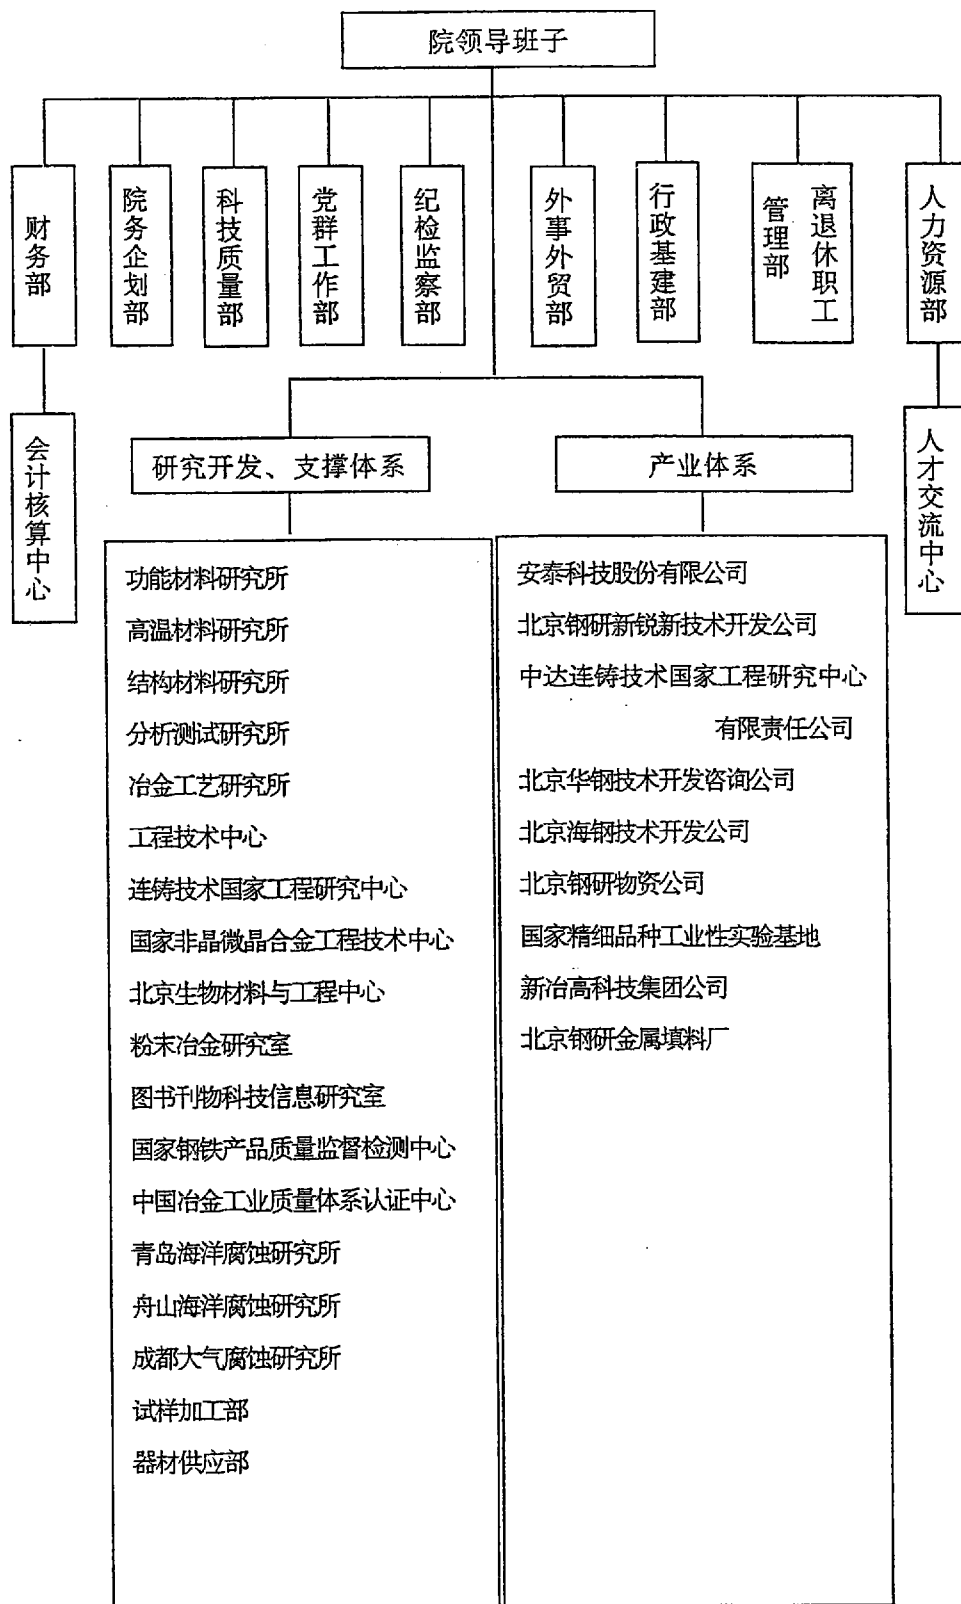 院领导班子
财务部
院务企划部
科技质量部
党群工作部
纪检监察部
外事外贸部
行政基建部
离退休职工
管理部
人力资源部
会计核算中心
人才交流中心
研究开发、支撑体系
产业体系
功能材料研究所
高温材料研究所
结构材料研究所
分析测试研究所
冶金工艺研究所
工程技术中心
连铸技术国家工程研究中心
国家非晶微晶合金工程技术中心
北京生物材料与工程中心
粉末冶金研究室
图书刊物科技信息研究室
国家钢铁产品质量监督检测中心
中国冶金工业质量体系认证中心
青岛海洋腐蚀研究所
舟山海洋腐蚀研究所
成都大气腐蚀研究所
试样加工部
器材供应部
安泰科技股份有限公司
北京钢研新锐新技术开发公司
中达连铸技术国家工程研究中心
有限责任公司
北京华钢技术开发咨询公司
北京海钢技术开发公司
北京钢研物资公司
国家精细品种工业性实验基地
新冶高科技集团公司
北京钢研金属填料厂